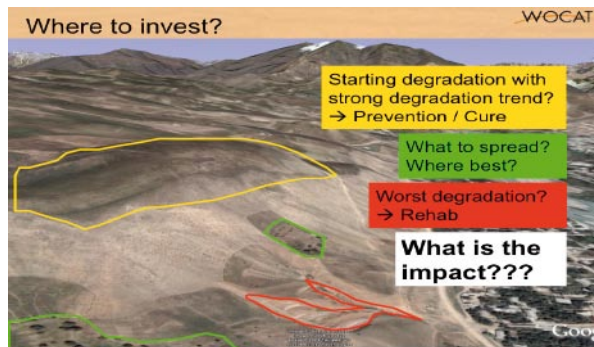 Where to invest?
WOCAT
Starting degradation with
strong degradation trend?
→ Prevention / Cure
What to spread?
Where best?
Worst degradation?
→ Rehab
What is the
impact???
Goo